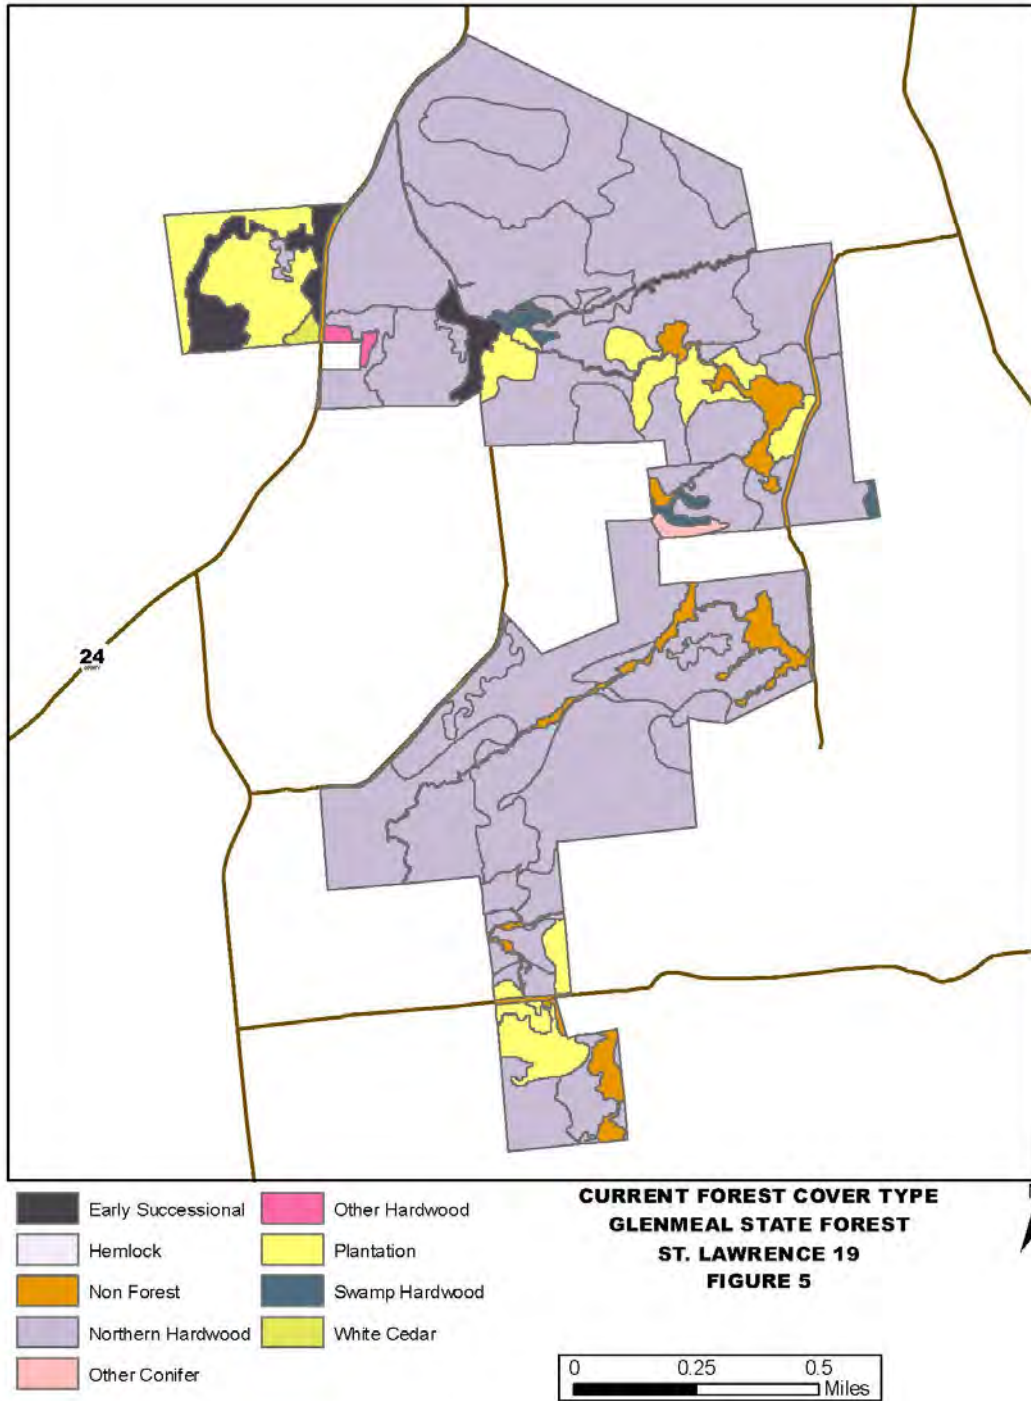 24
Early Successional
Hemlock
Non Forest
Northern Hardwood
Other Conifer
Other Hardwood
Plantation
Swamp Hardwood
White Cedar
CURRENT FOREST COVER TYPE
GLENMEAL STATE FOREST
ST. LAWRENCE 19
FIGURE 5
0 0.25 0.5
Miles